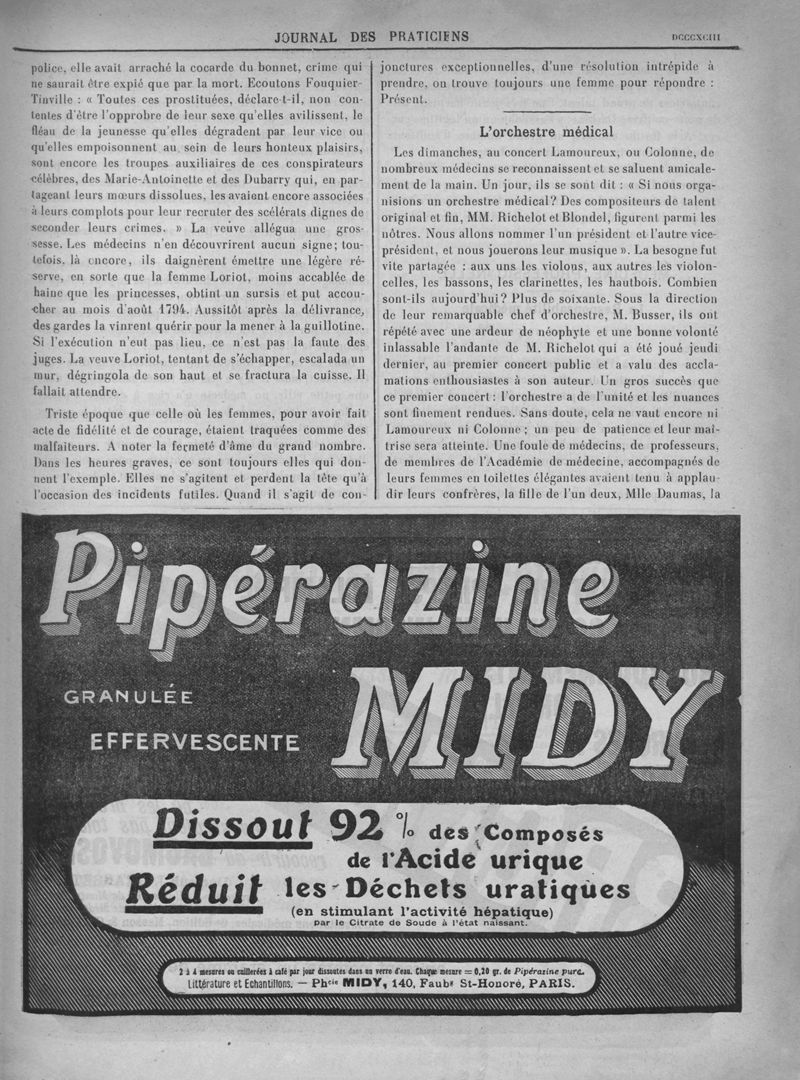 JOURNAL DES PRATICIENS
DCCCXCIII
police, elle avait arraché la cocarde du bonnet, crime qui
ne saurait être expié que par la mort. Ecoutons Fouquier-
Tinville : « Toutes ces prostituées, déclare-t-il, non con-
tentes d'être l'opprobre de leur sexe qu'elles avilissent, le
fléau de la jeunesse qu'elles dégradent par leur vice ou
qu'elles empoisonnent au sein de leurs honteux plaisirs,
sont encore les troupes auxiliaires de ces conspirateurs
célèbres, des Marie-Antoinette et des Dubarry qui, en par-
tageant leurs mœurs dissolues, les avaient encore associées
à leurs complots pour leur recruter des scélérats dignes de
seconder leurs crimes. » La veuve allégua une gros-
sesse. Les médecins n'en découvrirent aucun signe; tou-
tefois, là encore, ils daignèrent émettre une légère ré-
serve, en sorte que la femme Loriot, moins accablée de
haine que les princesses, obtint un sursis et put accou-
cher au mois d'août 1794. Aussitôt après la délivrance,
des gardes la vinrent quérir pour la mener à la guillotine.
Si l'exécution n'eut pas lieu, ce n'est pas la faute des
juges. La veuve Loriot, tentant de s'échapper, escalada un
mur, dégringola de son haut et se fractura la cuisse. Il
fallait attendre.
Triste époque que celle où les femmes, pour avoir fait
acte de fidélité et de courage, étaient traquées comme des
malfaiteurs. A noter la fermeté d'âme du grand nombre.
Dans les heures graves, ce sont toujours elles qui don-
nent l'exemple. Elles ne s'agitent et perdent la tête qu'à
l'occasion des incidents futiles. Quand il s'agit de con-
jonctures exceptionnelles, d'une résolution intrépide à
prendre, on trouve toujours une femme pour répondre :
Présent.
L'orchestre médical
Les dimanches, au concert Lamoureux, ou Colonne, de
nombreux médecins se reconnaissent et se saluent amicale-
ment de la main. Un jour, ils se sont dit : « Si nous orga-
nisions un orchestre médical? Des compositeurs de talent
original et fin, MM. Richelot et Blondel, figurent parmi les
nôtres. Nous allons nommer l'un président et l'autre vice-
président, et nous jouerons leur musique ». La besogne fut
vite partagée : aux uns les violons, aux autres les violon-
celles, les bassons, les clarinettes, les hautbois. Combien
sont-ils aujourd'hui? Plus de soixante. Sous la direction
de leur remarquable chef d'orchestre, M. Busser, ils ont
répété avec une ardeur de néophyte et une bonne volonté
inlassable l'andante de M. Richelot qui a été joué jeudi
dernier, au premier concert public et a valu des accla-
mations enthousiastes à son auteur. Un gros succès que
ce premier concert : l'orchestre a de l'unité et les nuances
sont finement rendues. Sans doute, cela ne vaut encore ni
Lamoureux ni Colonne ; un peu de patience et leur maî-
trise sera atteinte. Une foule de médecins, de professeurs,
de membres de l'Académie de médecine, accompagnés de
leurs femmes en toilettes élégantes avaient tenu à applau-
dir leurs confrères, la fille de l'un deux, Mlle Daumas, la
Pipérazine
MIDY
GRANULÉE
EFFERVESCENTE
Dissout 92 % des Composés
de l'Acide urique
Réduit les Déchets uratiques
(en stimulant l'activité hépatique)
par le Citrate de Soude à l'état naissant.
2 à 4 mesures ou cuillerées à café par jour dissoutes dans un verre d'eau. Chaque mesure = 0,20 gr. de Pipérazine pure.
Littérature et Echantillons. — Phcie MIDY, 140, Faubg St-Honoré, PARIS.